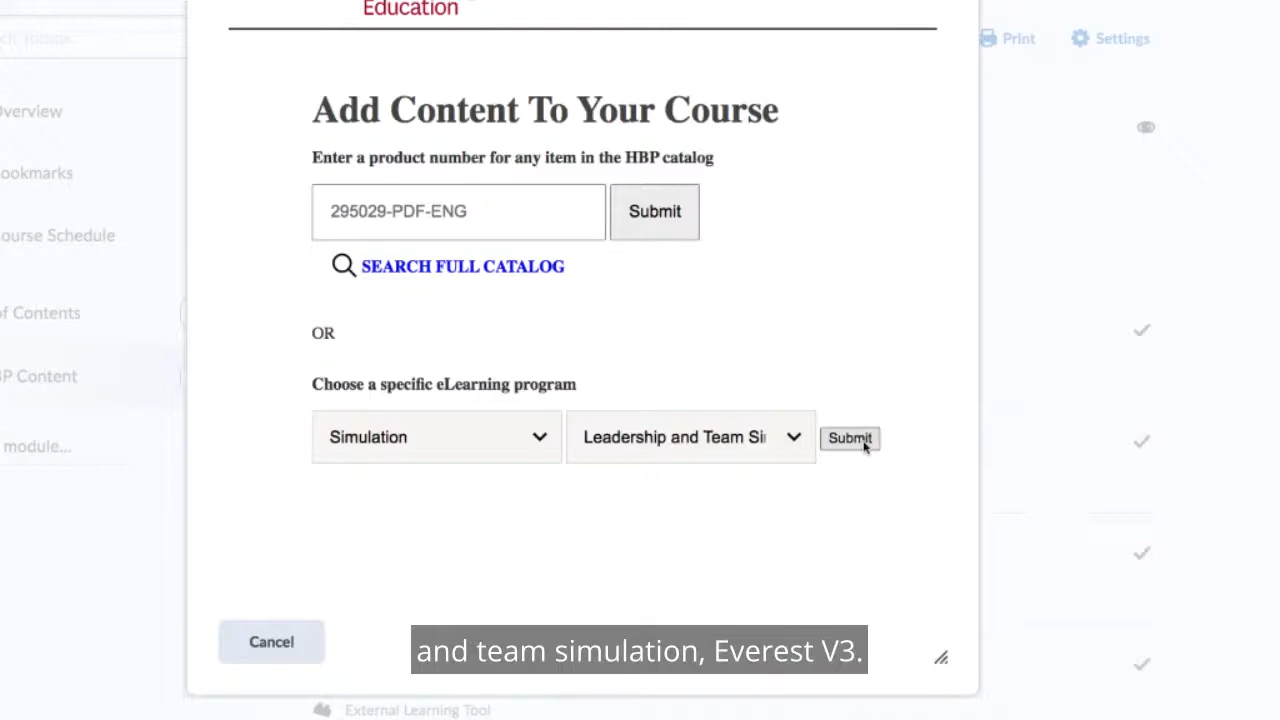 Education
Print
Settings
Overview
Add Content To Your Course
Enter a product number for any item in the HBP catalog
ookmarks
295029-PDF-ENG
Submit
ourse Schedule
SEARCH FULL CATALOG
of Contents
OR
P Content
Choose a specific eLearning program
module...
Simulation
Leadership and Team Si
Submit
Cancel
and team simulation, Everest V3.
External Learning Tool